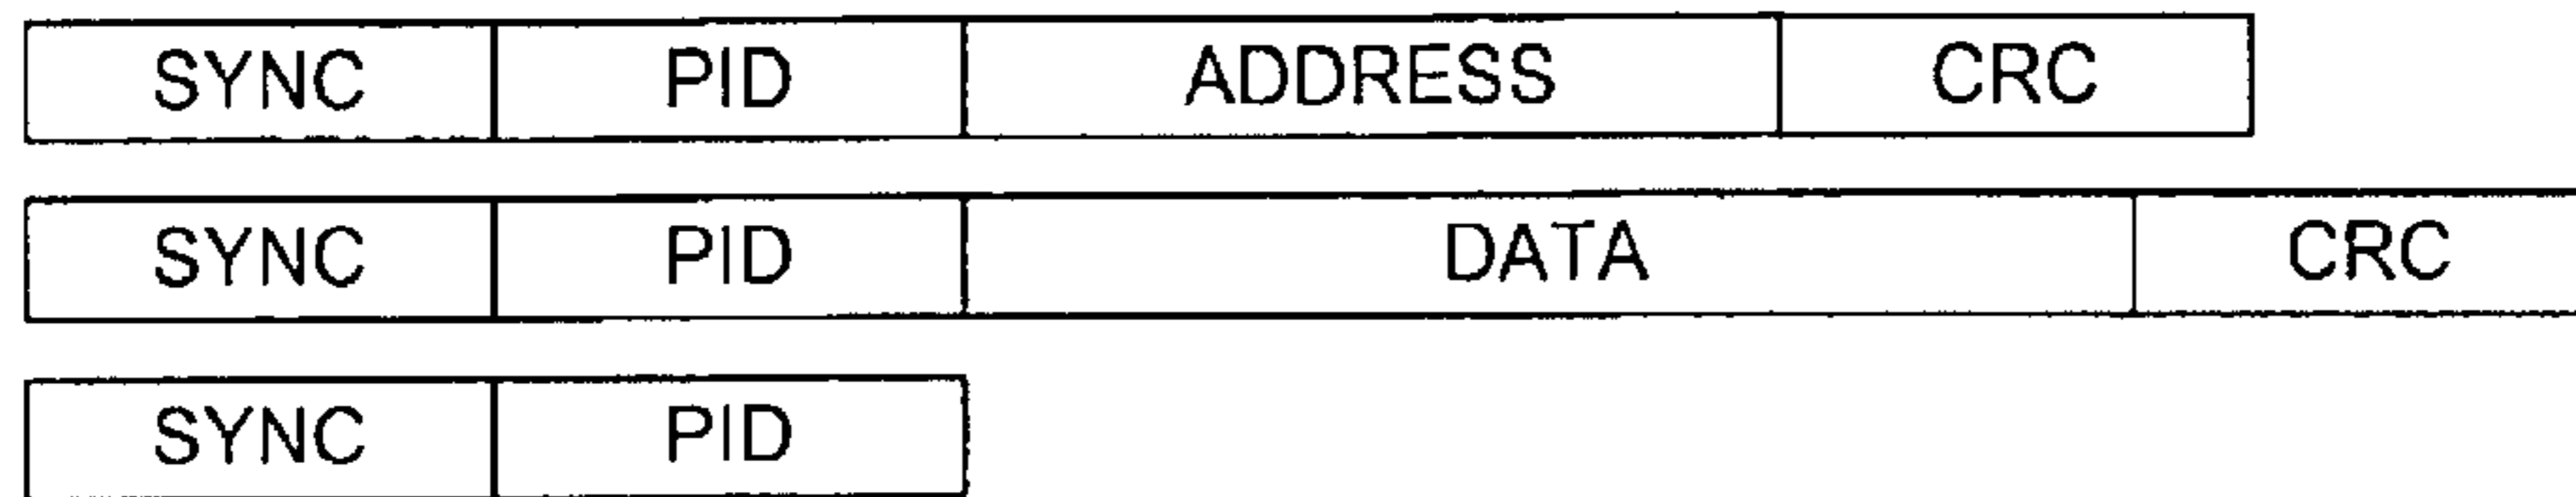 SYNC PID ADDRESS CRC
SYNC PID DATA CRC
SYNC PID